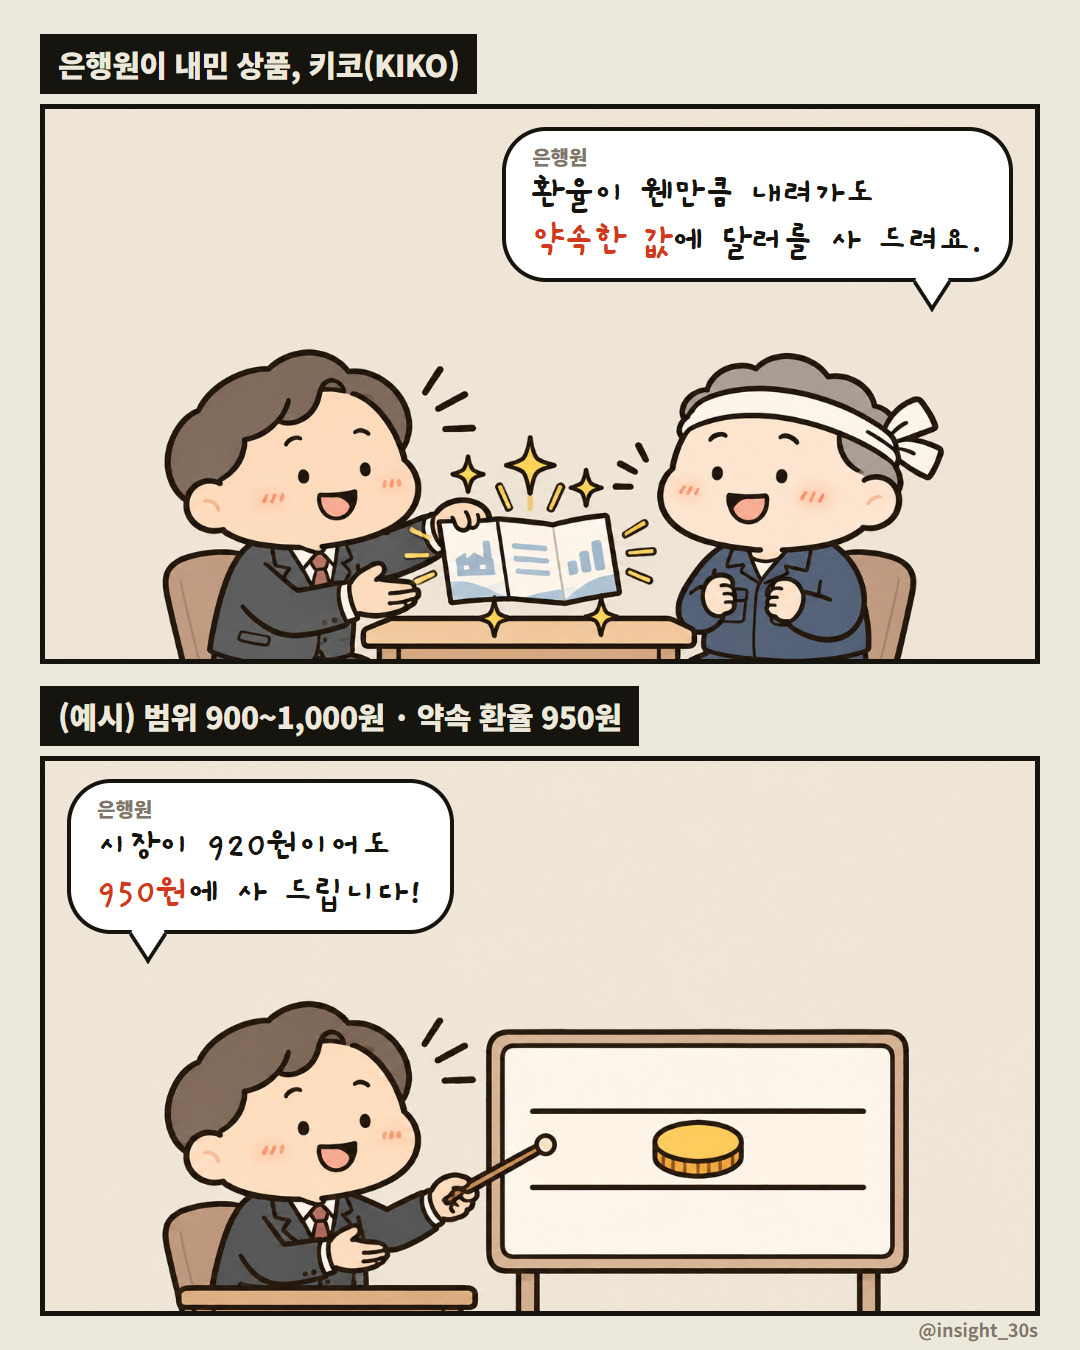 은행원이 내민 상품, 키코(KIKO)
은행원
환율이 웬만큼 내려가도
약속한 값에 달러를 사 드려요.
(예시) 범위 900~1,000원 · 약속 환율 950원
은행원
시장이 920원이어도
950원에 사 드립니다!
@insight_30s